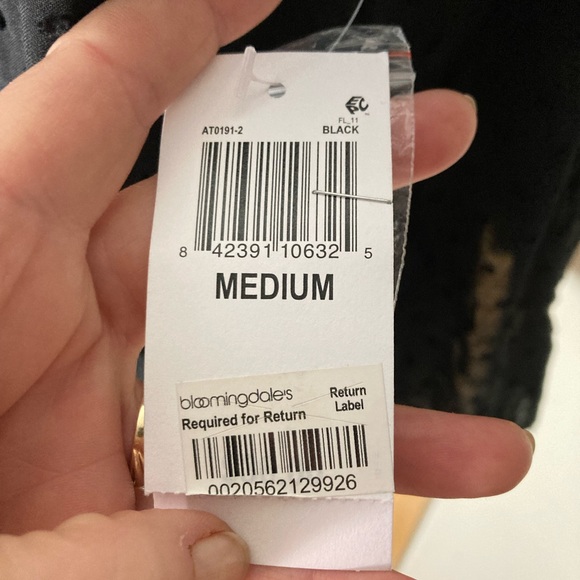 FL_11
AT0191-2 BLACK
8 42391 10632 5
MEDIUM
bloomingdale's Return
Required for Return Label
0020562129926